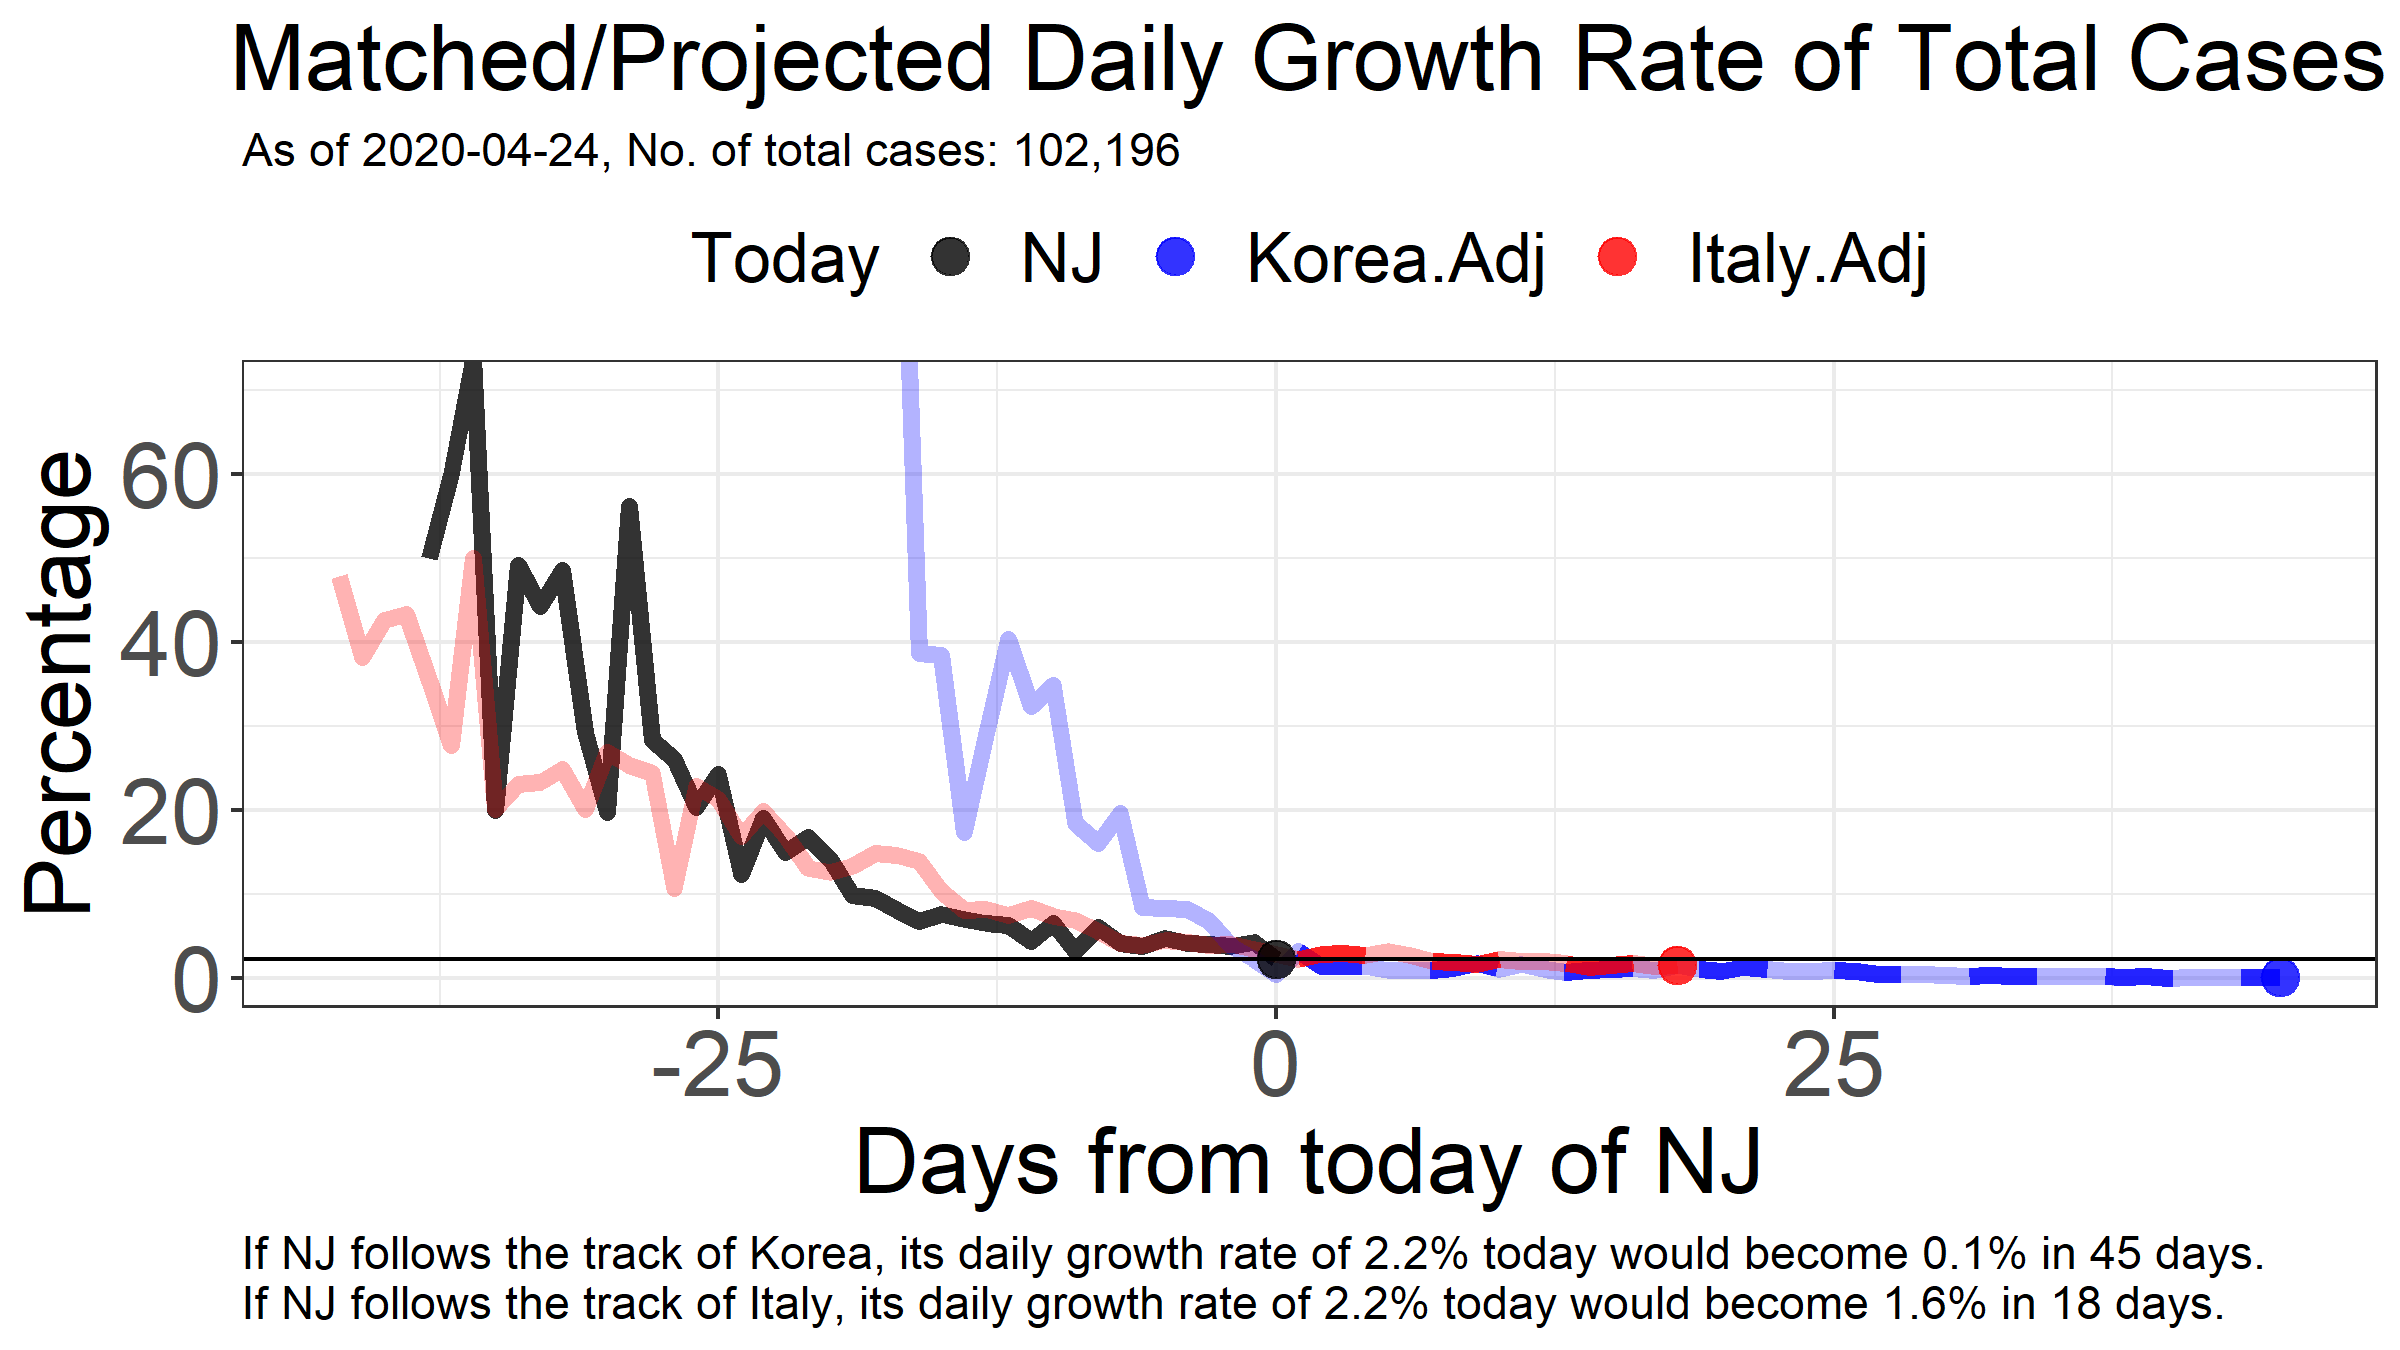 Matched/Projected Daily Growth Rate of Total Cases
As of 2020-04-24, No. of total cases: 102,196
Today NJ Korea.Adj Italy.Adj
Percentage
60
40
20
0
-25 0 25
Days from today of NJ
If NJ follows the track of Korea, its daily growth rate of 2.2% today would become 0.1% in 45 days.
If NJ follows the track of Italy, its daily growth rate of 2.2% today would become 1.6% in 18 days.